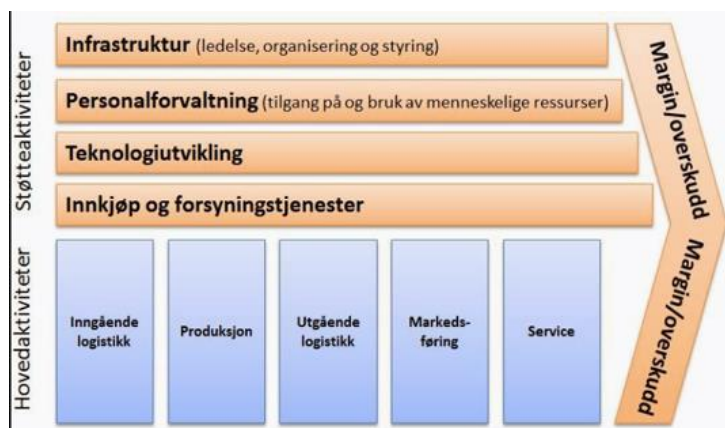 Støtteaktiviteter
Infrastruktur (ledelse, organisering og styring)
Personalforvaltning (tilgang på og bruk av menneskelige ressurser)
Teknologiutvikling
Innkjøp og forsyningstjenester
Margin/overskudd
Hovedaktiviteter
Inngående
logistikk
Produksjon
Utgående
logistikk
Markeds-
føring
Service
Margin/overskudd